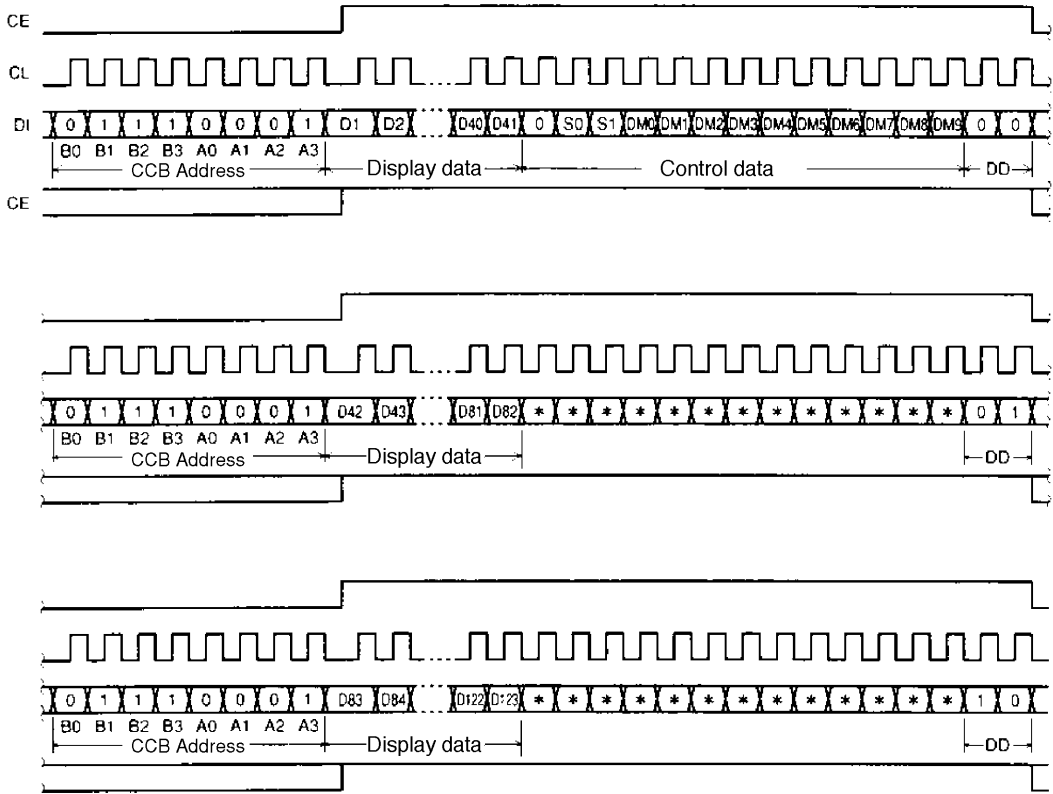 CE
CL
DI 0 1 1 1 0 0 0 1 D1 D2 D40 D41 0 S0 S1 DM0 DM1 DM2 DM3 DM4 DM5 DM6 DM7 DM8 DM9 0 0
B0 B1 B2 B3 A0 A1 A2 A3
CCB Address Display data Control data DD
CE
0 1 1 1 0 0 0 1 D42 D43 D81 D82 * * * * * * * * * * * * * 0 1
B0 B1 B2 B3 A0 A1 A2 A3
CCB Address Display data DD
0 1 1 1 0 0 0 1 D83 D84 D122 D123 * * * * * * * * * * * * * 1 0
B0 B1 B2 B3 A0 A1 A2 A3
CCB Address Display data DD